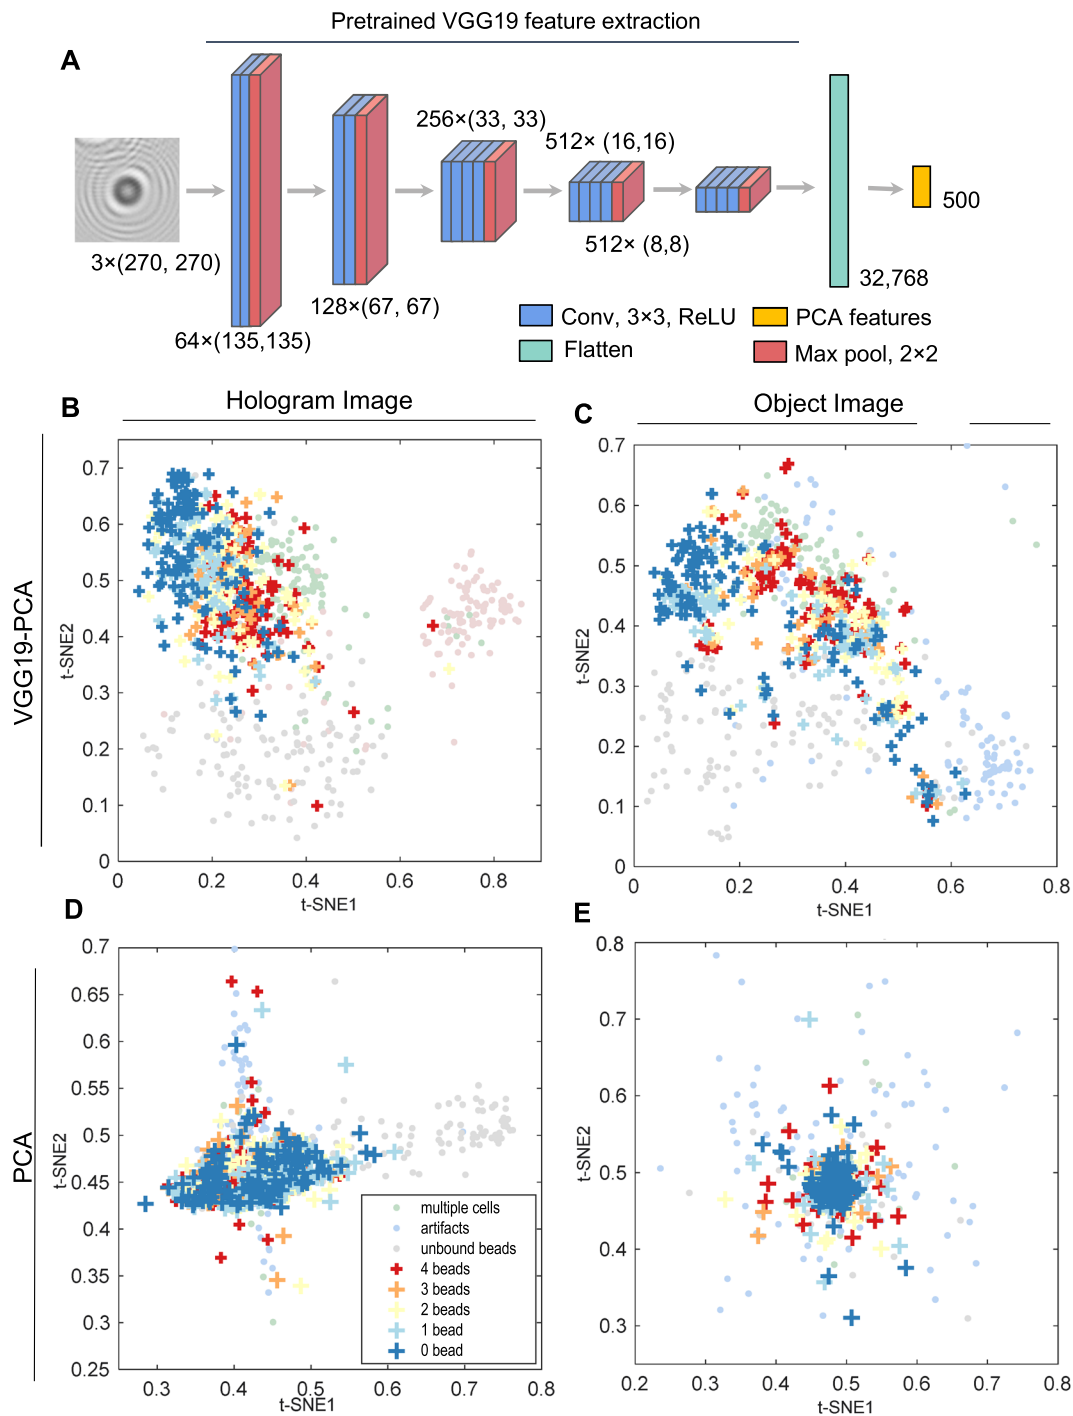 Pretrained VGG19 feature extraction
A
256×(33, 33)
512× (16,16)
500
512× (8,8)
3×(270, 270)
32,768
128×(67, 67)
Conv, 3×3, ReLU
PCA features
64×(135,135)
Flatten
Max pool, 2×2
Hologram Image
Object Image
B
C
VGG19-PCA
0.7
0.6
0.5
0.4
0.3
0.2
0.1
0
t-SNE2
0
0.2
0.4
0.6
0.8
t-SNE1
0.7
0.6
0.5
0.4
0.3
0.2
0.1
0
t-SNE2
0.2
0.4
0.6
0.8
t-SNE1
D
E
PCA
0.7
0.65
0.6
0.55
0.5
0.45
0.4
0.35
0.3
0.25
t-SNE2
multiple cells
artifacts
unbound beads
4 beads
3 beads
2 beads
1 bead
0 bead
0.3
0.4
0.5
0.6
0.7
0.8
t-SNE1
0.8
0.7
0.6
0.5
0.4
0.3
t-SNE2
0.2
0.3
0.4
0.5
0.6
0.7
0.8
t-SNE1